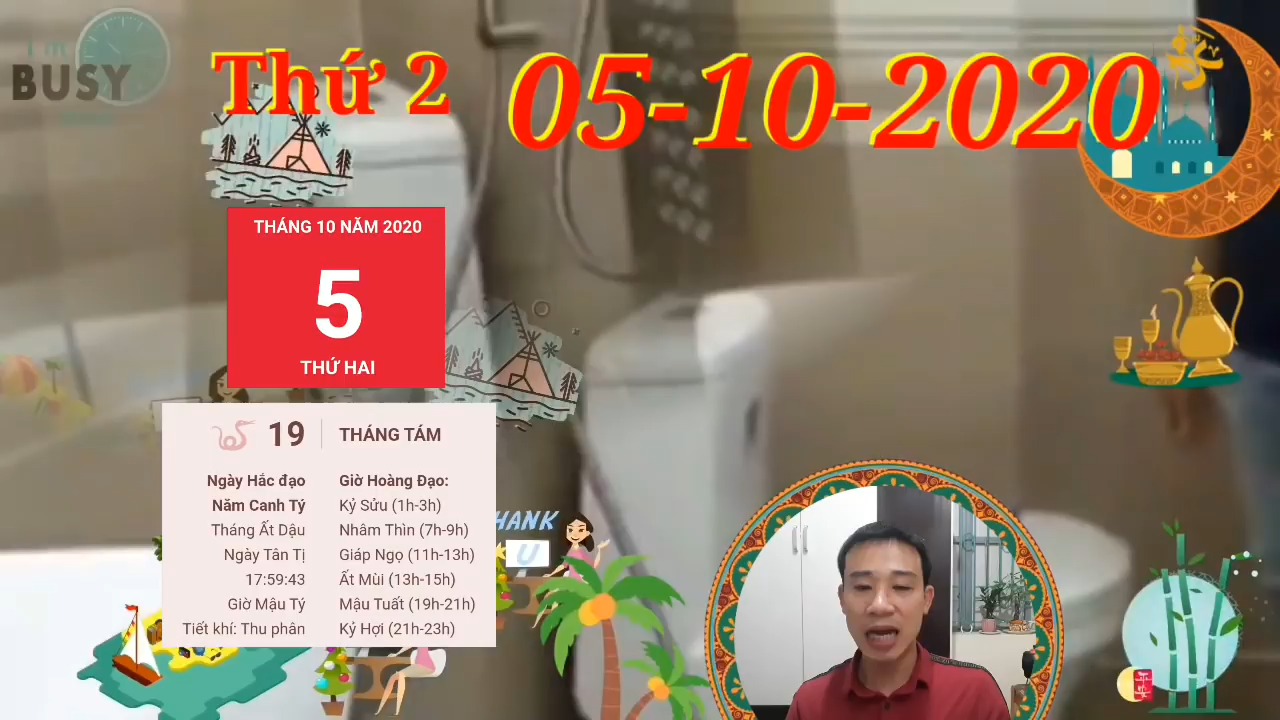 I'M
BUSY
Thứ 2
05-10-2020
THÁNG 10 NĂM 2020
5
THỨ HAI
19
THÁNG TÁM
Ngày Hắc đạo
Năm Canh Tý
Tháng Ất Dậu
Ngày Tân Tị
17:59:43
Giờ Mậu Tý
Tiết khí: Thu phân
Giờ Hoàng Đạo:
Kỷ Sửu (1h-3h)
Nhâm Thìn (7h-9h)
Giáp Ngọ (11h-13h)
Ất Mùi (13h-15h)
Mậu Tuất (19h-21h)
Kỷ Hợi (21h-23h)
HANK
U